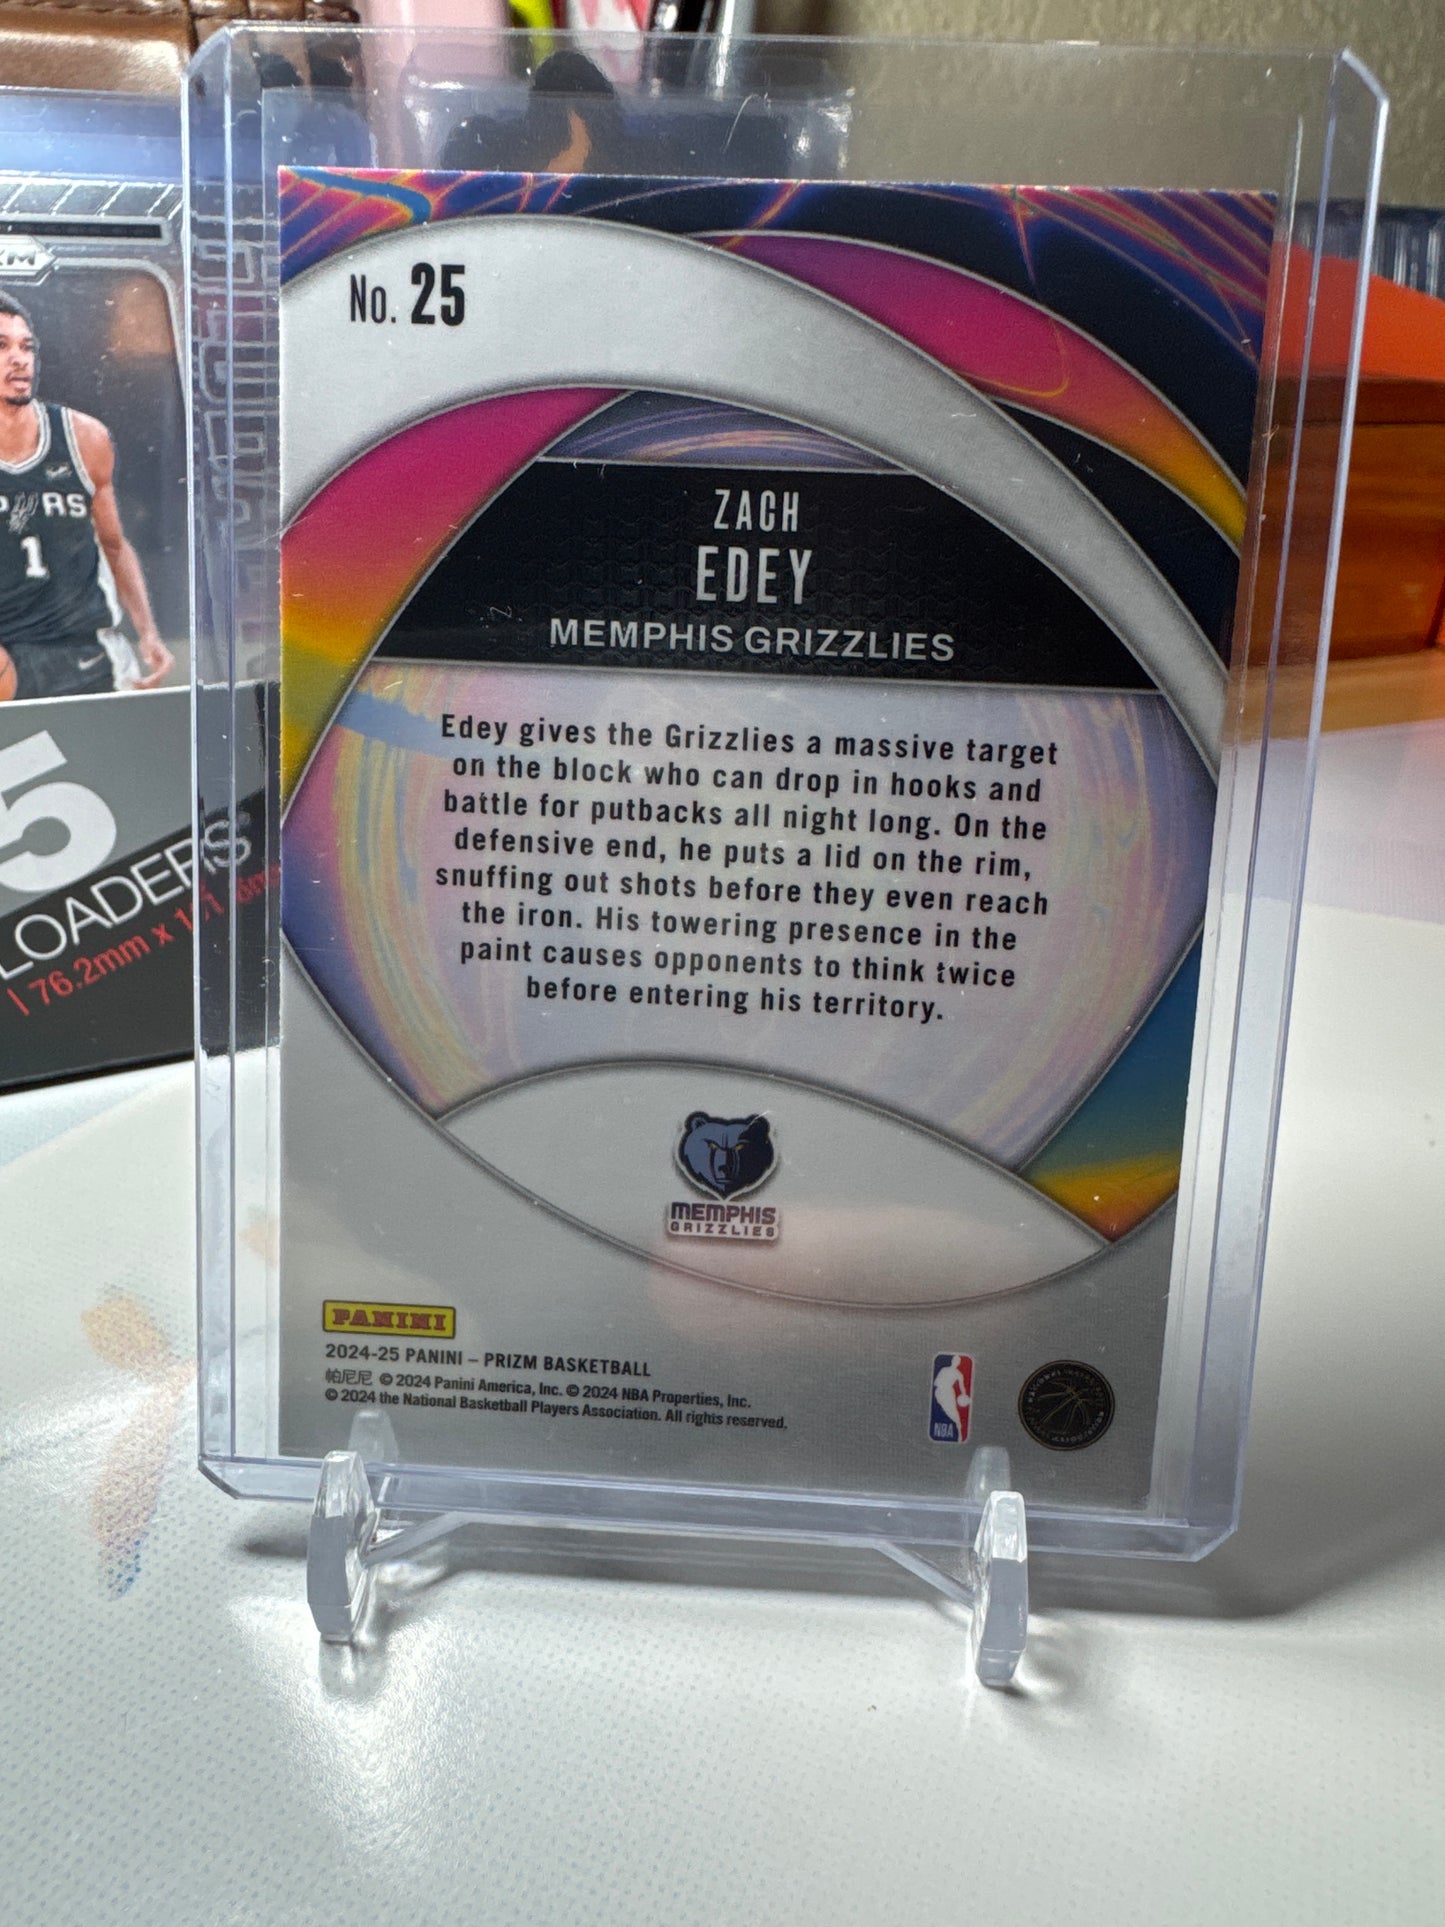 No. 25
ZACH
EDEY
MEMPHIS GRIZZLIES
Edey gives the Grizzlies a massive target
on the block who can drop in hooks and
battle for putbacks all night long. On the
defensive end, he puts a lid on the rim,
snuffing out shots before they even reach
the iron. His towering presence in the
paint causes opponents to think twice
before entering his territory.
MEMPHIS
GRIZZLIES
PANINI
2024-25 PANINI – PRIZM BASKETBALL
帕尼尼 © 2024 Panini America, Inc. © 2024 NBA Properties, Inc.
© 2024 the National Basketball Players Association. All rights reserved.
NBA
1
5
LOADERS
| 76.2mm x